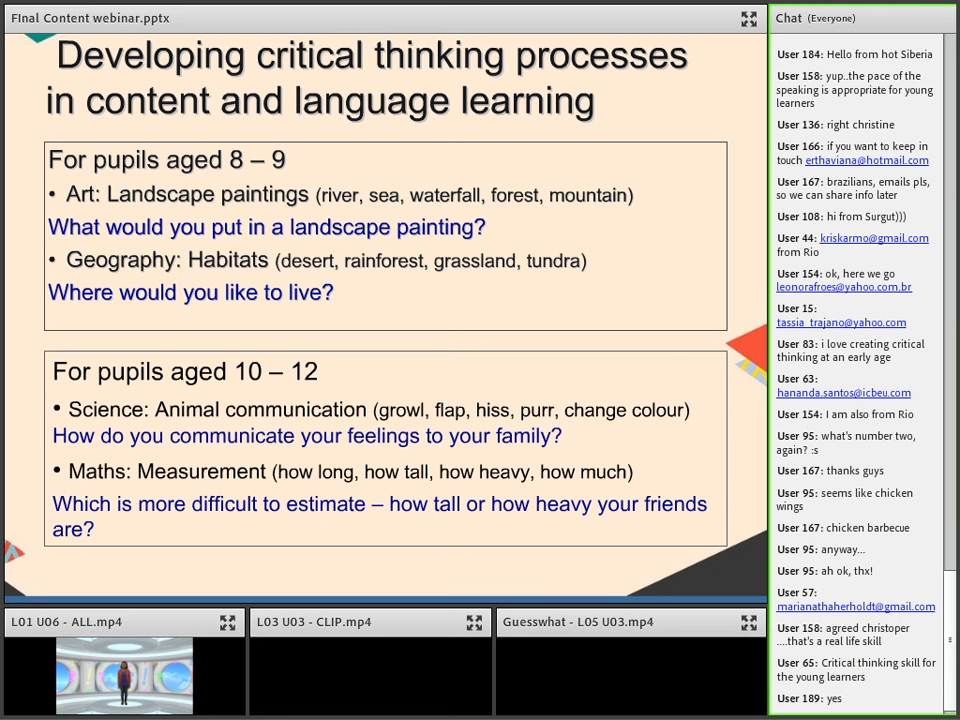 FInal Content webinar.pptx
Developing critical thinking processes
in content and language learning
For pupils aged 8 – 9
• Art: Landscape paintings (river, sea, waterfall, forest, mountain)
What would you put in a landscape painting?
• Geography: Habitats (desert, rainforest, grassland, tundra)
Where would you like to live?
For pupils aged 10 – 12
• Science: Animal communication (growl, flap, hiss, purr, change colour)
How do you communicate your feelings to your family?
• Maths: Measurement (how long, how tall, how heavy, how much)
Which is more difficult to estimate – how tall or how heavy your friends
are?
L01 U06 - ALL.mp4
L03 U03 - CLIP.mp4
Guesswhat - L05 U03.mp4
Chat (Everyone)
User 184: Hello from hot Siberia
User 158: yup..the pace of the
speaking is appropriate for young
learners
User 136: right christine
User 166: if you want to keep in
touch erthaviana@hotmail.com
User 167: brazilians, emails pls,
so we can share info later
User 108: hi from Surgut)))
User 44: kriskarmo@gmail.com
from Rio
User 154: ok, here we go
leonorafroes@yahoo.com.br
User 15:
tassia_trajano@yahoo.com
User 83: i love creating critical
thinking at an early age
User 63:
hananda.santos@icbeu.com
User 154: I am also from Rio
User 95: what's number two,
again? :s
User 167: thanks guys
User 95: seems like chicken
wings
User 167: chicken barbecue
User 95: anyway...
User 95: ah ok, thx!
User 57:
marianathaherholdt@gmail.com
User 158: agreed christoper
....that's a real life skill
User 65: Critical thinking skill for
the young learners
User 189: yes